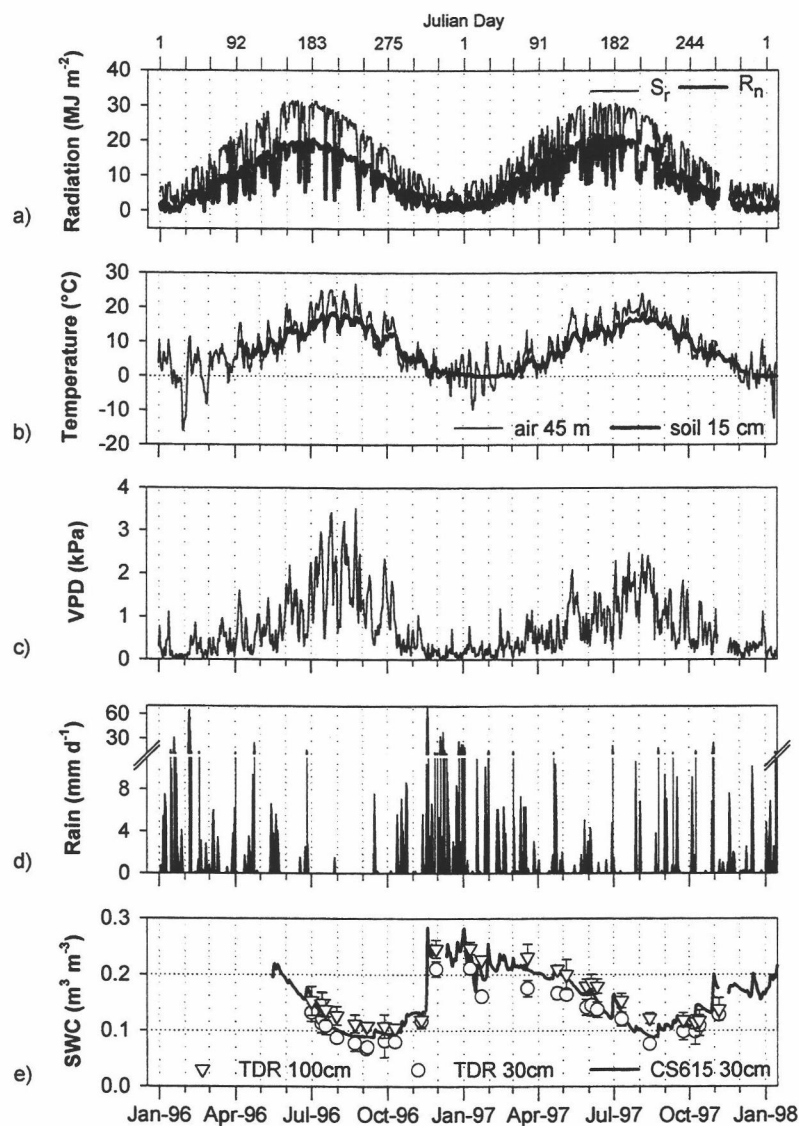 Julian Day
1 92 183 275 1 91 182 244 1
a) Radiation (MJ m⁻²)
40
30
20
10
0
Sᵣ Rₙ
b) Temperature (°C)
30
20
10
0
-10
-20
air 45 m soil 15 cm
c) VPD (kPa)
4
3
2
1
0
d) Rain (mm d⁻¹)
60
30
8
4
0
e) SWC (m³ m⁻³)
0.3
0.2
0.1
0.0
TDR 100cm TDR 30cm CS615 30cm
Jan-96 Apr-96 Jul-96 Oct-96 Jan-97 Apr-97 Jul-97 Oct-97 Jan-98